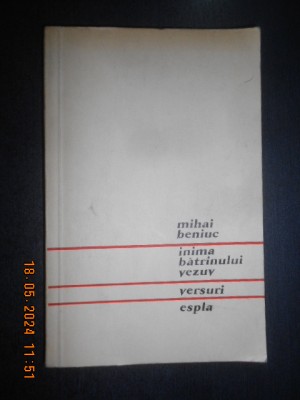 mihai
beniuc
inima
bătrînului
vezuv
versuri
espla
18.05.2024 11:51